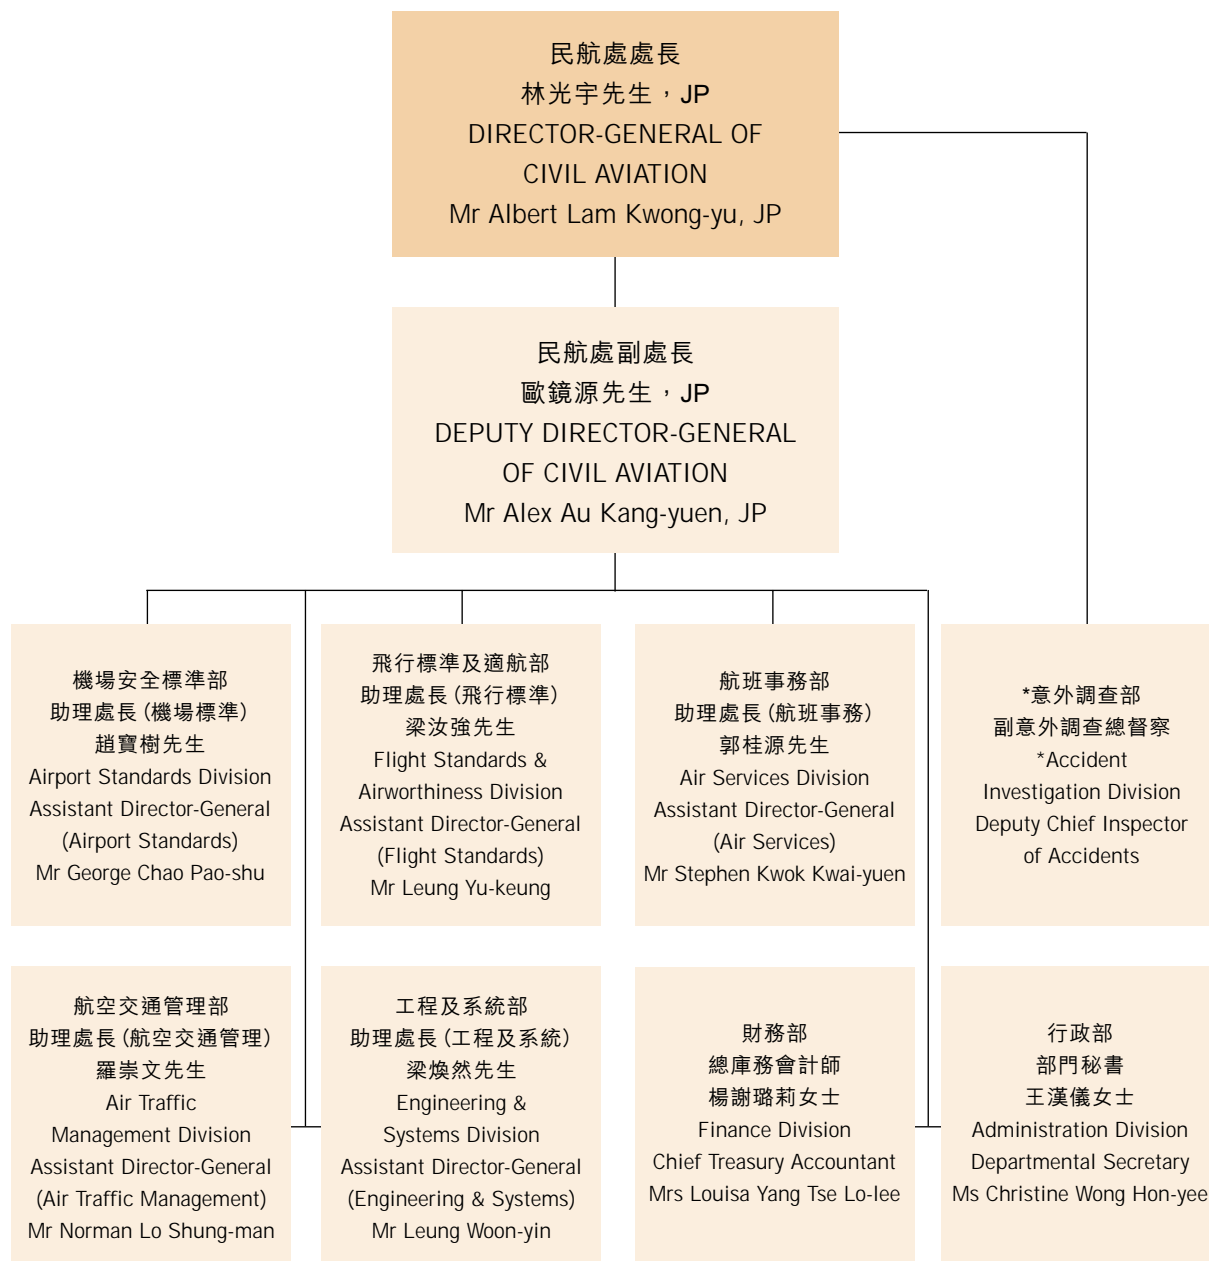 民航處處長
林光宇先生，JP
DIRECTOR-GENERAL OF
CIVIL AVIATION
Mr Albert Lam Kwong-yu, JP
民航處副處長
歐鏡源先生，JP
DEPUTY DIRECTOR-GENERAL
OF CIVIL AVIATION
Mr Alex Au Kang-yuen, JP
機場安全標準部
助理處長(機場標準)
趙寶樹先生
Airport Standards Division
Assistant Director-General
(Airport Standards)
Mr George Chao Pao-shu
飛行標準及適航部
助理處長(飛行標準)
梁汝強先生
Flight Standards &
Airworthiness Division
Assistant Director-General
(Flight Standards)
Mr Leung Yu-keung
航班事務部
助理處長(航班事務)
郭桂源先生
Air Services Division
Assistant Director-General
(Air Services)
Mr Stephen Kwok Kwai-yuen
*意外調查部
副意外調查總督察
*Accident
Investigation Division
Deputy Chief Inspector
of Accidents
航空交通管理部
助理處長(航空交通管理)
羅崇文先生
Air Traffic
Management Division
Assistant Director-General
(Air Traffic Management)
Mr Norman Lo Shung-man
工程及系統部
助理處長(工程及系統)
梁煥然先生
Engineering &
Systems Division
Assistant Director-General
(Engineering & Systems)
Mr Leung Woon-yin
財務部
總庫務會計師
楊謝璐莉女士
Finance Division
Chief Treasury Accountant
Mrs Louisa Yang Tse Lo-lee
行政部
部門秘書
王漢儀女士
Administration Division
Departmental Secretary
Ms Christine Wong Hon-yee